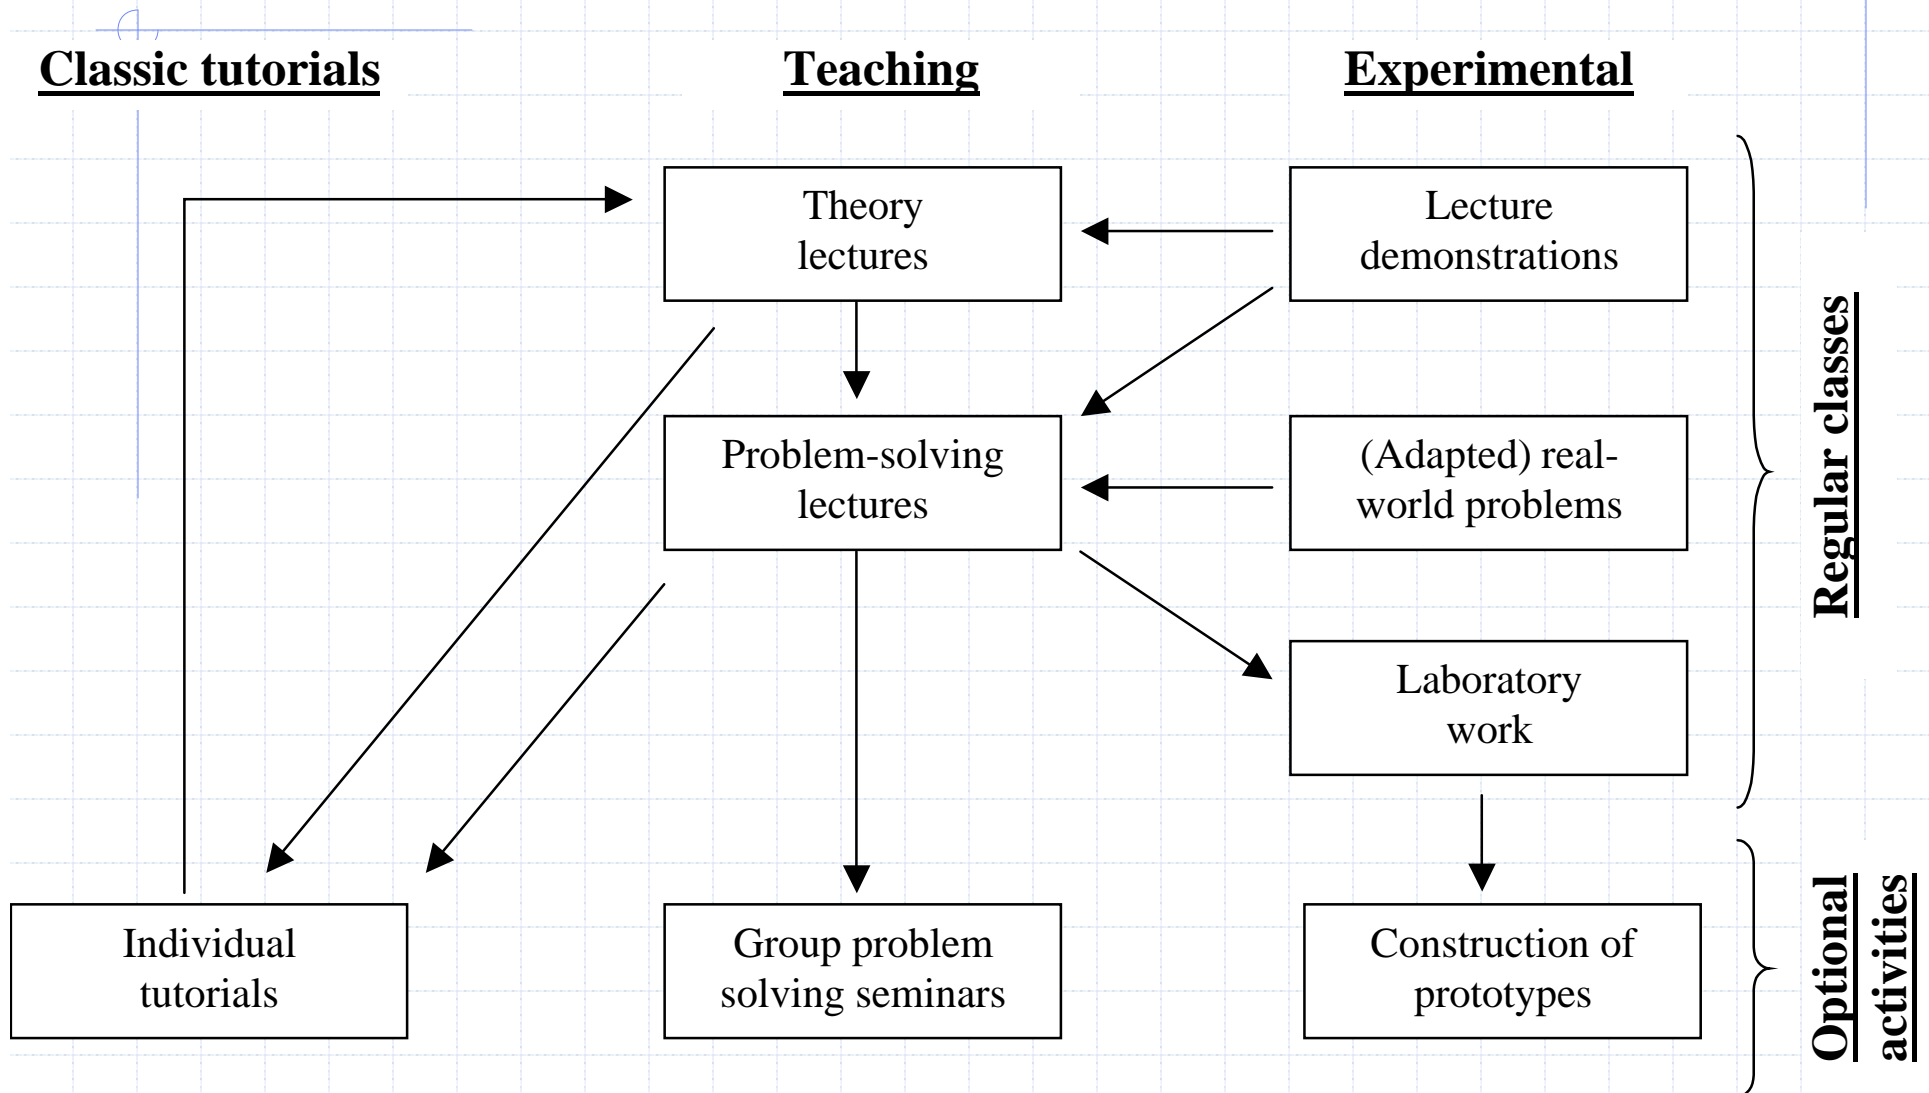 Classic tutorials
Teaching
Experimental
Theory
lectures
Lecture
demonstrations
Problem-solving
lectures
(Adapted) real-
world problems
Regular classes
Laboratory
work
Individual
tutorials
Group problem
solving seminars
Construction of
prototypes
Optional
activities